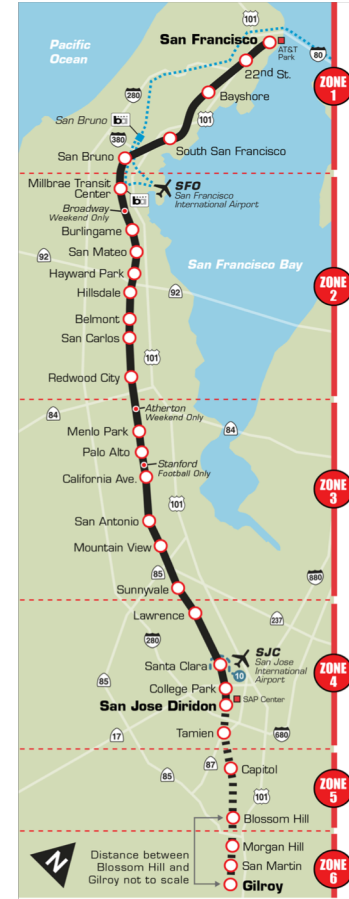 101
San Francisco
AT&T
Park
Pacific
Ocean
80
22nd St.
ZONE
1
280
Bayshore
101
San Bruno
b
380
South San Francisco
San Bruno
Millbrae Transit
Center
b
SFO
San Francisco
International Airport
Broadway
Weekend Only
Burlingame
San Mateo
92
San Francisco Bay
Hayward Park
ZONE
2
Hillsdale
92
Belmont
San Carlos
101
Redwood City
84
Atherton
Weekend Only
Menlo Park
84
Palo Alto
Stanford
Football Only
California Ave.
ZONE
3
101
San Antonio
Mountain View
85
880
Sunnyvale
Lawrence
237
280
SJC
San Jose
International
Airport
Santa Clara
10
ZONE
4
85
College Park
SAP Center
San Jose Diridon
Tamien
17
680
87
Capitol
85
ZONE
5
101
Blossom Hill
N
Distance between
Blossom Hill and
Gilroy not to scale
Morgan Hill
San Martin
ZONE
6
Gilroy